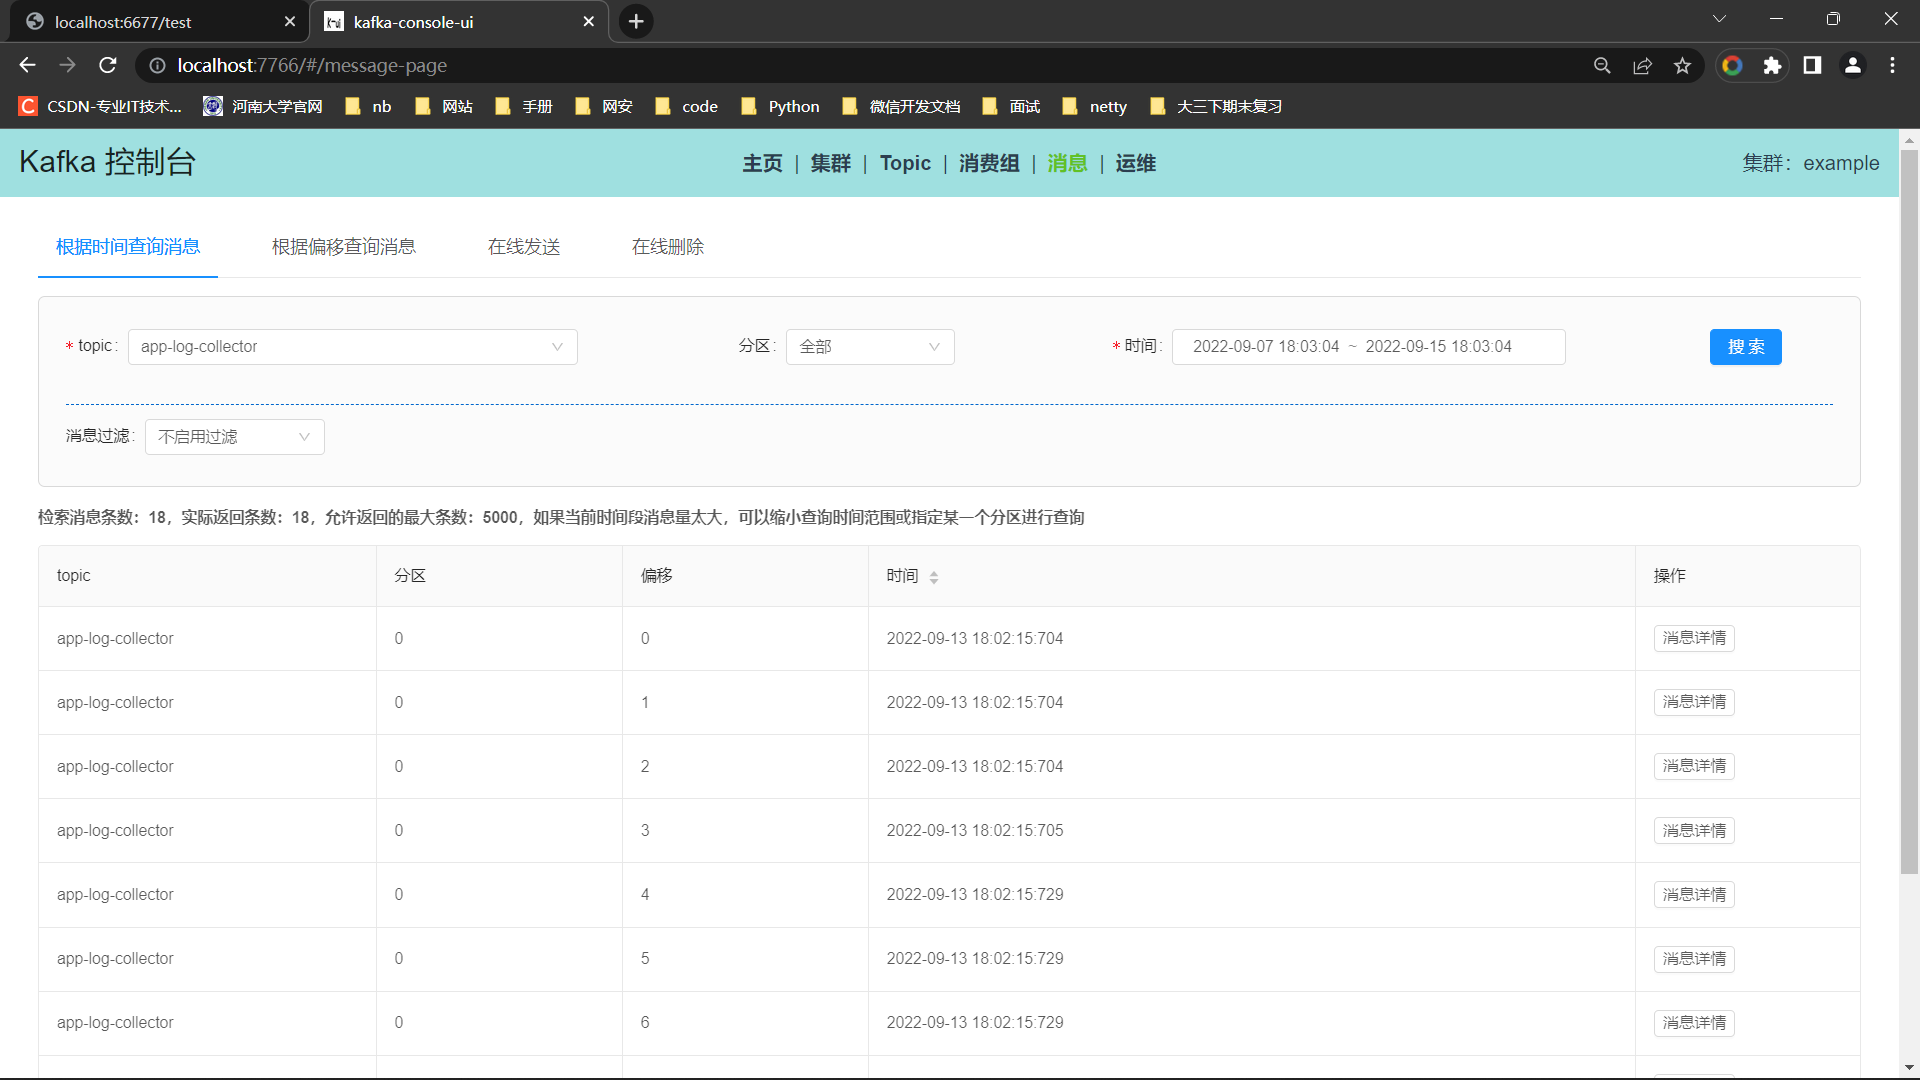 localhost:6677/test
kafka-console-ui
localhost:7766/#/message-page
CSDN-专业IT技术... 河南大学官网 nb 网站 手册 网安 code Python 微信开发文档 面试 netty 大三下期末复习
Kafka 控制台 主页 | 集群 | Topic | 消费组 | 消息 | 运维 集群：example
根据时间查询消息 根据偏移查询消息 在线发送 在线删除
* topic: app-log-collector 分区: 全部 * 时间: 2022-09-07 18:03:04 ~ 2022-09-15 18:03:04 搜 索
消息过滤: 不启用过滤
检索消息条数：18，实际返回条数：18，允许返回的最大条数：5000，如果当前时间段消息量太大，可以缩小查询时间范围或指定某一个分区进行查询
topic 分区 偏移 时间 操作
app-log-collector 0 0 2022-09-13 18:02:15:704 消息详情
app-log-collector 0 1 2022-09-13 18:02:15:704 消息详情
app-log-collector 0 2 2022-09-13 18:02:15:704 消息详情
app-log-collector 0 3 2022-09-13 18:02:15:705 消息详情
app-log-collector 0 4 2022-09-13 18:02:15:729 消息详情
app-log-collector 0 5 2022-09-13 18:02:15:729 消息详情
app-log-collector 0 6 2022-09-13 18:02:15:729 消息详情